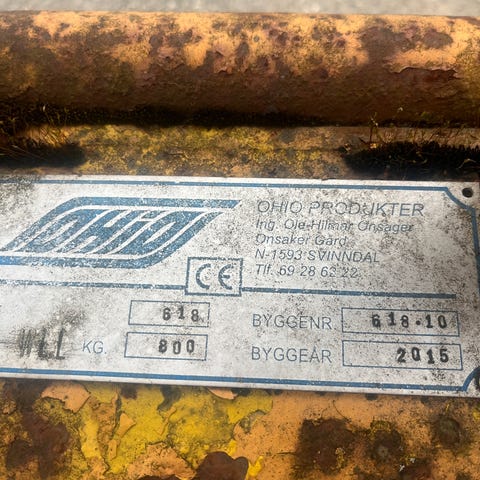 OHIO
OHIO PRODUKTER
Ing. Ole-Hilmar Onsager
Onsaker Gård
N-1593 SVINNDAL
Tlf. 69 28 63 22
CE
618 BYGGENR. 618-10
WLL KG. 800 BYGGEÅR 2015